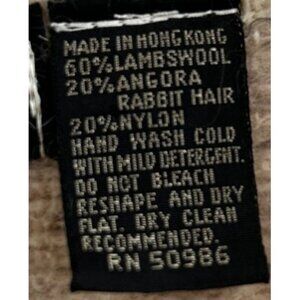 MADE IN HONG KONG
60% LAMBSWOOL
20% ANGORA
RABBIT HAIR
20% NYLON
HAND WASH COLD
WITH MILD DETERGENT.
DO NOT BLEACH
RESHAPE AND DRY
FLAT. DRY CLEAN
RECOMMENDED.
RN 50986